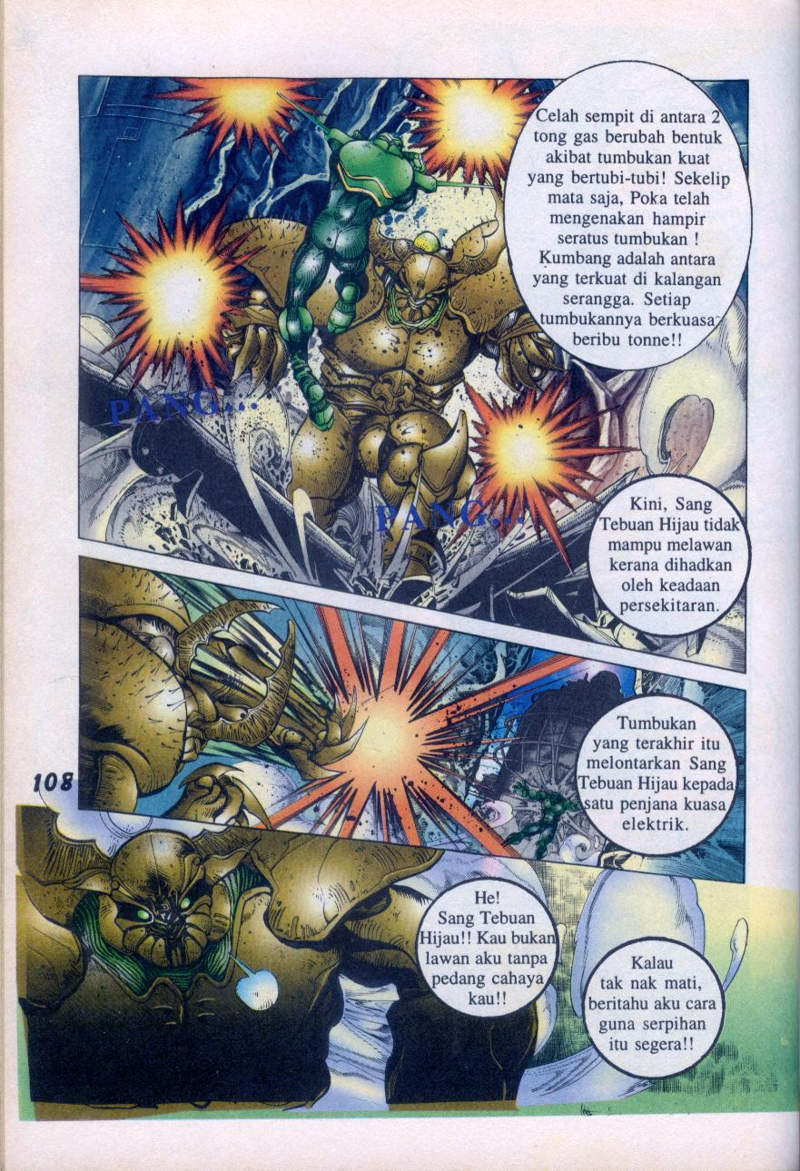 Celah sempit di antara 2
tong gas berubah bentuk
akibat tumbukan kuat
yang bertubi-tubi! Sekelip
mata saja, Poka telah
mengenakan hampir
seratus tumbukan !
Kumbang adalah antara
yang terkuat di kalangan
serangga. Setiap
tumbukannya berkuasa
beribu tonne!!
PANG...
PANG...
Kini, Sang
Tebuan Hijau tidak
mampu melawan
kerana dihadkan
oleh keadaan
persekitaran.
Tumbukan
yang terakhir itu
melontarkan Sang
Tebuan Hijau kepada
satu penjana kuasa
elektrik.
108
He!
Sang Tebuan
Hijau!! Kau bukan
lawan aku tanpa
pedang cahaya
kau!!
Kalau
tak nak mati,
beritahu aku cara
guna serpihan
itu segera!!